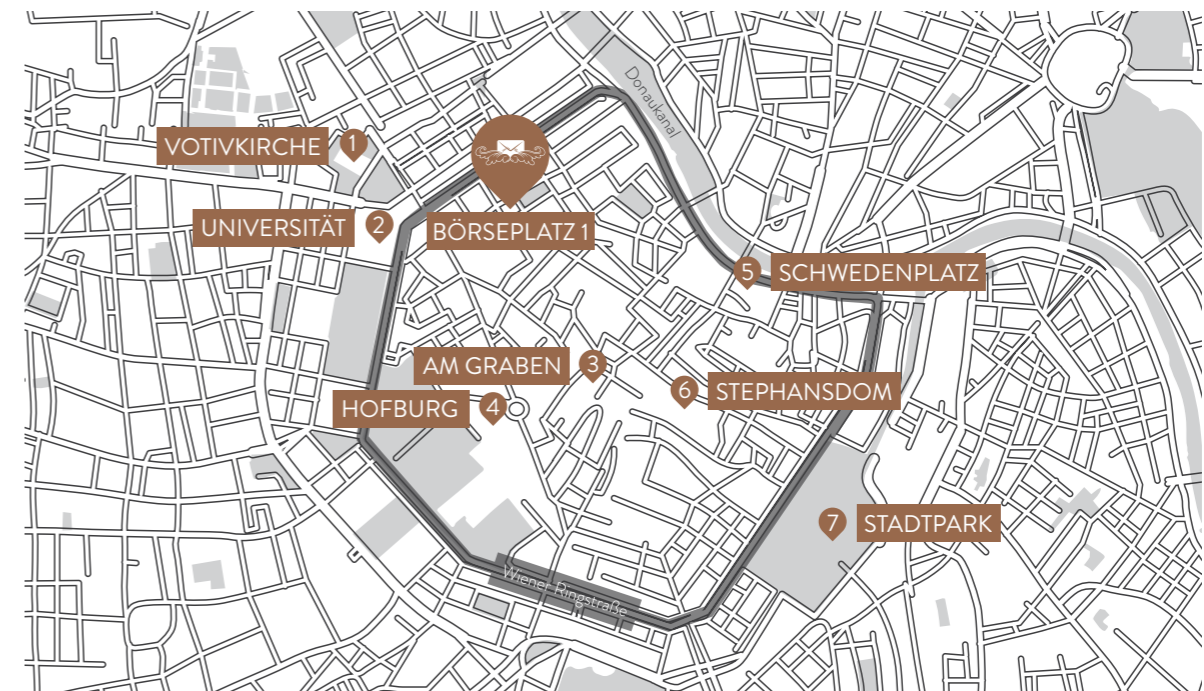 Donaukanal
VOTIVKIRCHE 1
UNIVERSITÄT 2
BÖRSEPLATZ 1
5 SCHWEDENPLATZ
AM GRABEN 3
6 STEPHANSDOM
HOFBURG 4
7 STADTPARK
Wiener Ringstraße